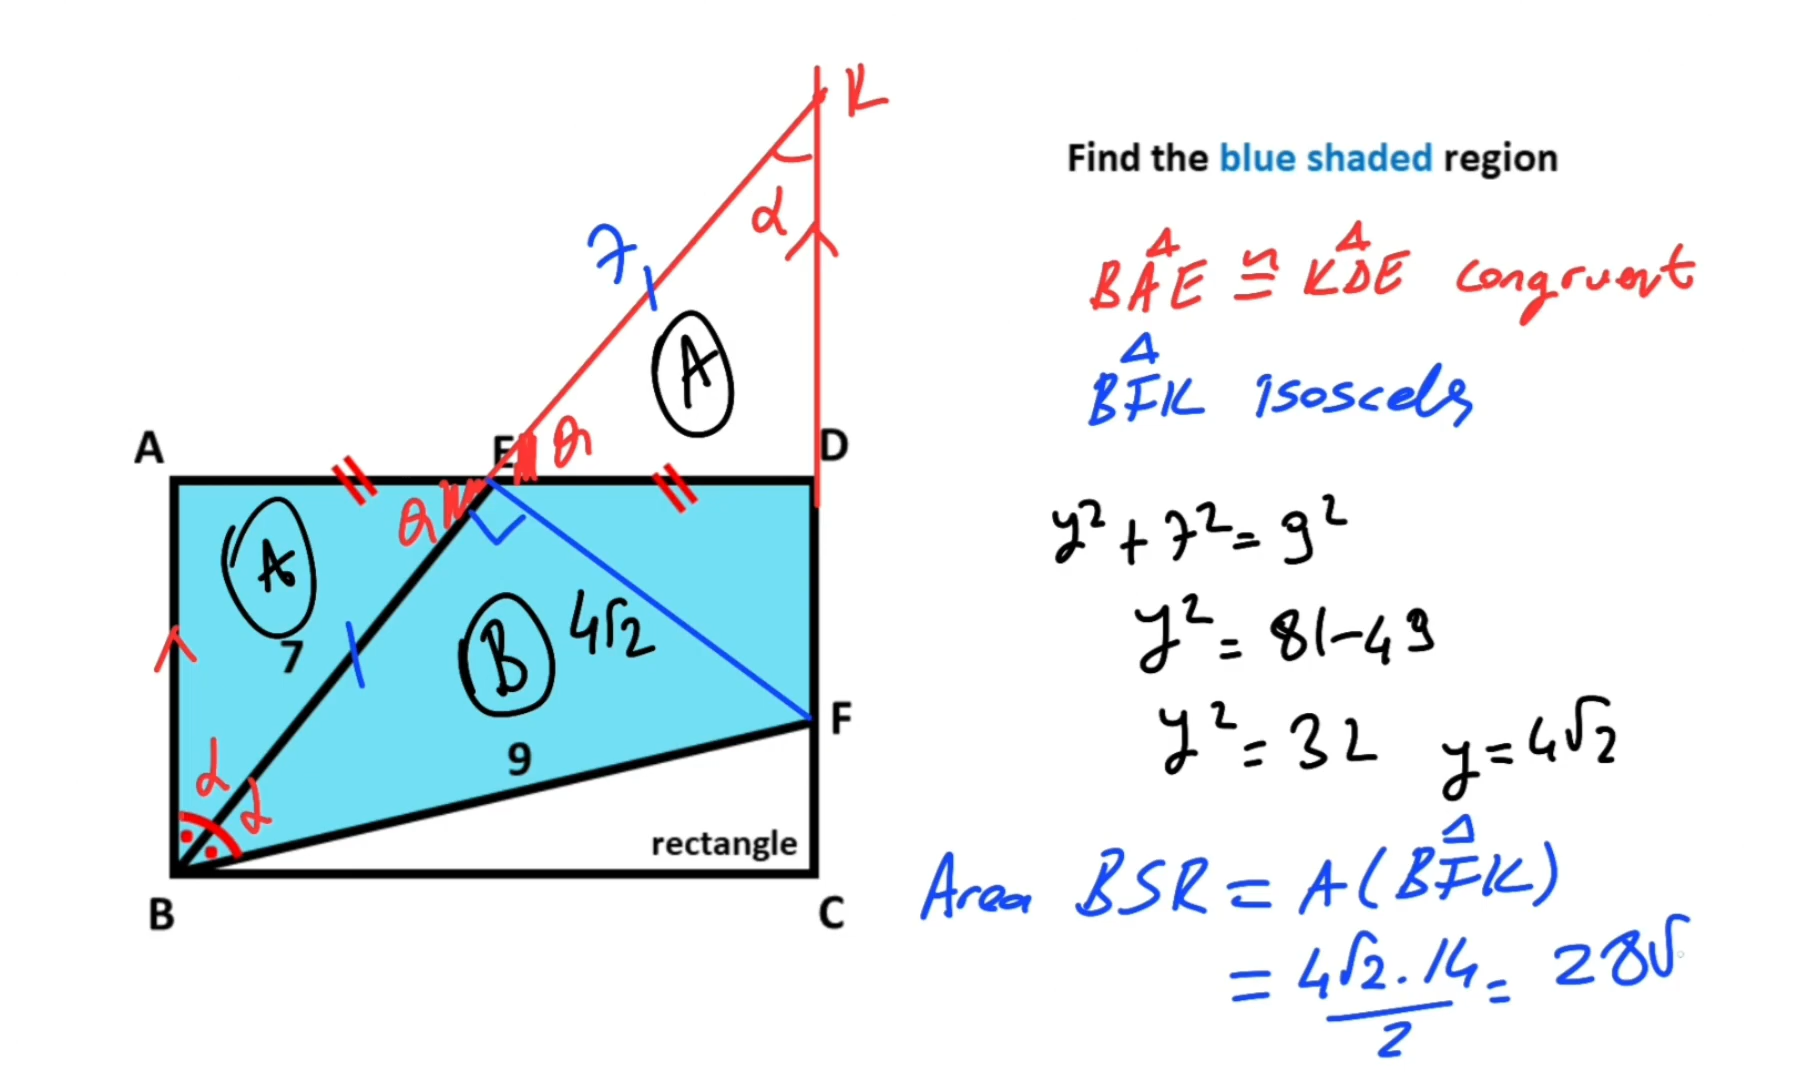 K
Find the blue shaded region
α
7
BAE ≅ KDE congruent
Δ Δ
A
Δ
BFK isoscels
A E θ D
θ
A
y² + 7² = 9²
B 4√2
7
y² = 81-49
F
y² = 32 y = 4√2
9
α
α
rectangle
B C
Area BSR = A(BFK)
Δ
= 4√2 . 14 = 28√
2